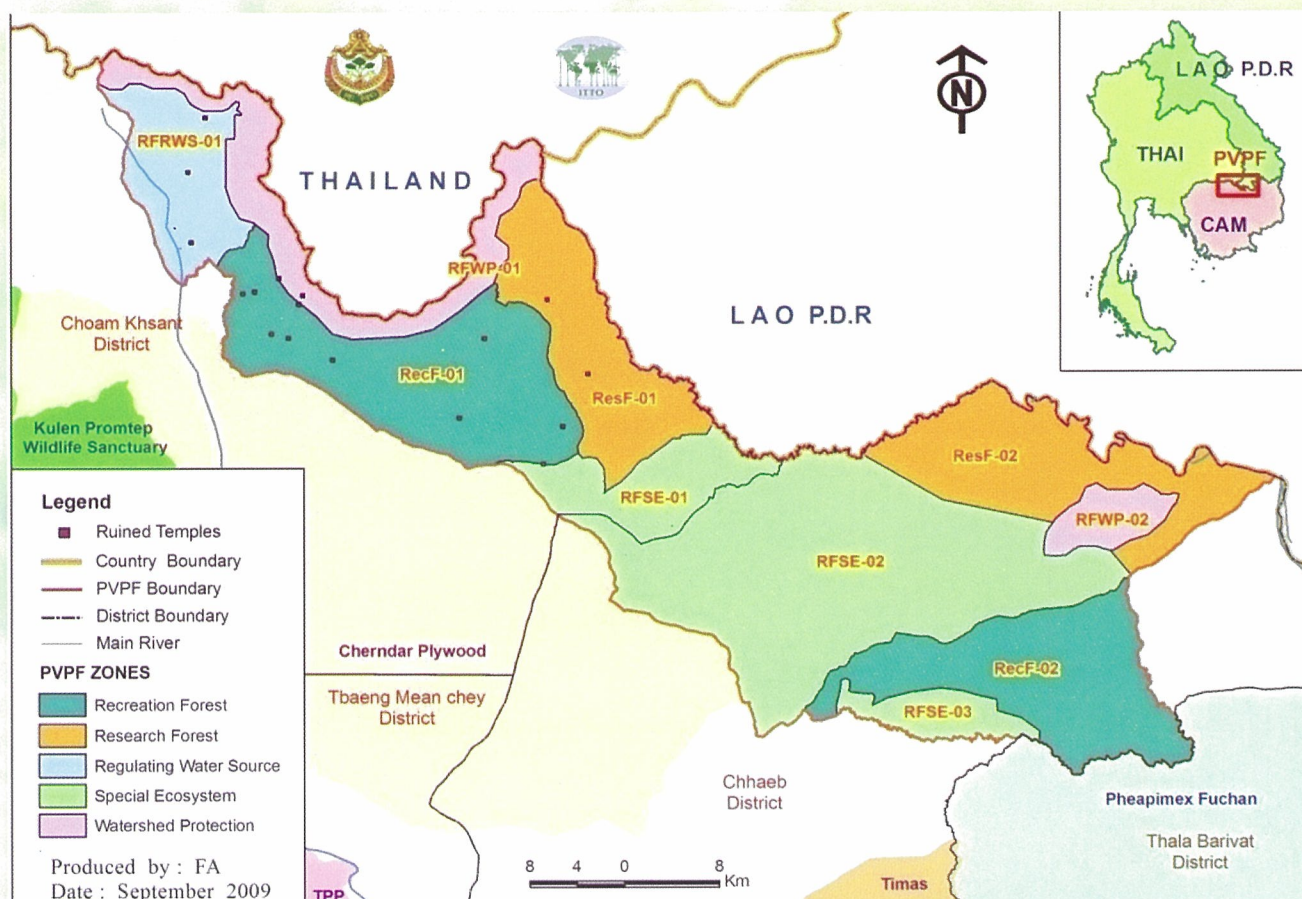 RFRWS-01
THAILAND
ITTO
N
LAO P.D.R
THAI
PVPF
CAM
RFWP-01
LAO P.D.R
Choam Khsant
District
RecF-01
ResF-01
Kulen Promtep
Wildlife Sanctuary
ResF-02
RFSE-01
RFWP-02
RFSE-02
Legend
Ruined Temples
Country Boundary
PVPF Boundary
District Boundary
Main River
PVPF ZONES
Recreation Forest
Research Forest
Regulating Water Source
Special Ecosystem
Watershed Protection
Produced by : FA
Date : September 2009
Cherndar Plywood
Tbaeng Mean chey
District
RecF-02
RFSE-03
Chhaeb
District
Pheapimex Fuchan
Thala Barivat
District
8 4 0 8
Km
Timas
TPP